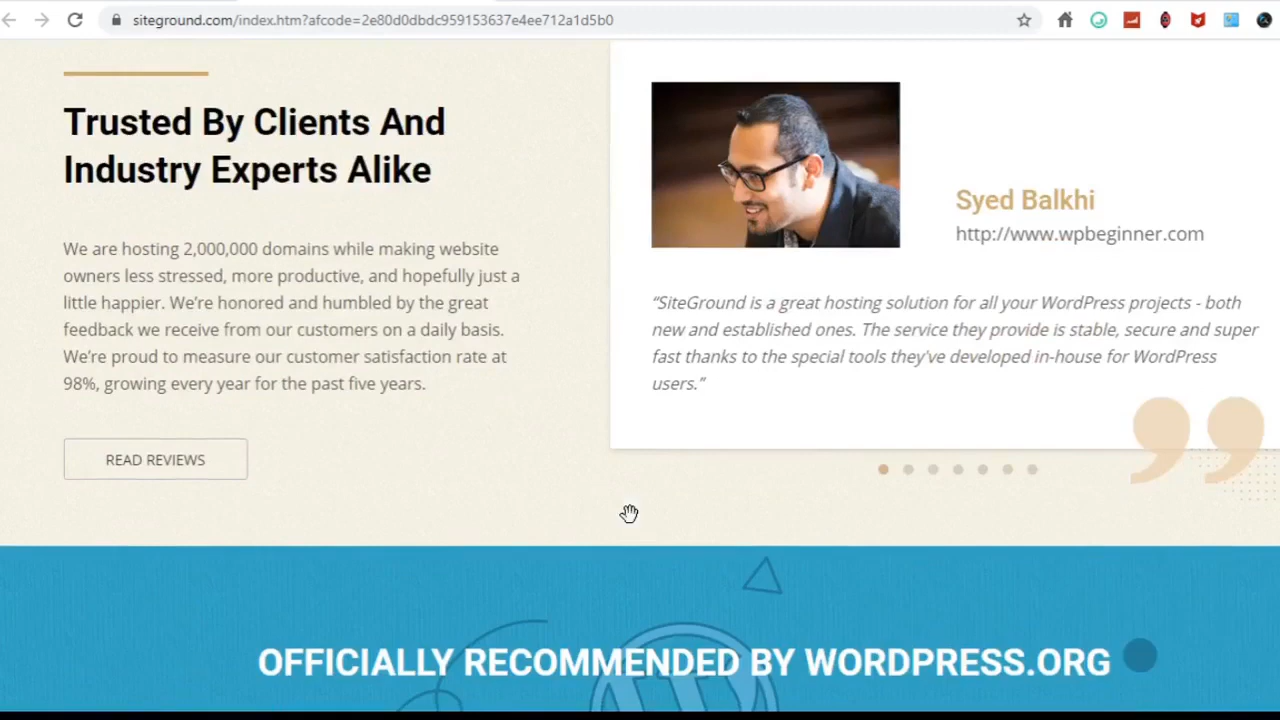 siteground.com/index.htm?afcode=2e80d0dbdc959153637e4ee712a1d5b0
Trusted By Clients And
Industry Experts Alike
We are hosting 2,000,000 domains while making website
owners less stressed, more productive, and hopefully just a
little happier. We're honored and humbled by the great
feedback we receive from our customers on a daily basis.
We're proud to measure our customer satisfaction rate at
98%, growing every year for the past five years.
READ REVIEWS
Syed Balkhi
http://www.wpbeginner.com
“SiteGround is a great hosting solution for all your WordPress projects - both
new and established ones. The service they provide is stable, secure and super
fast thanks to the special tools they've developed in-house for WordPress
users.”
OFFICIALLY RECOMMENDED BY WORDPRESS.ORG